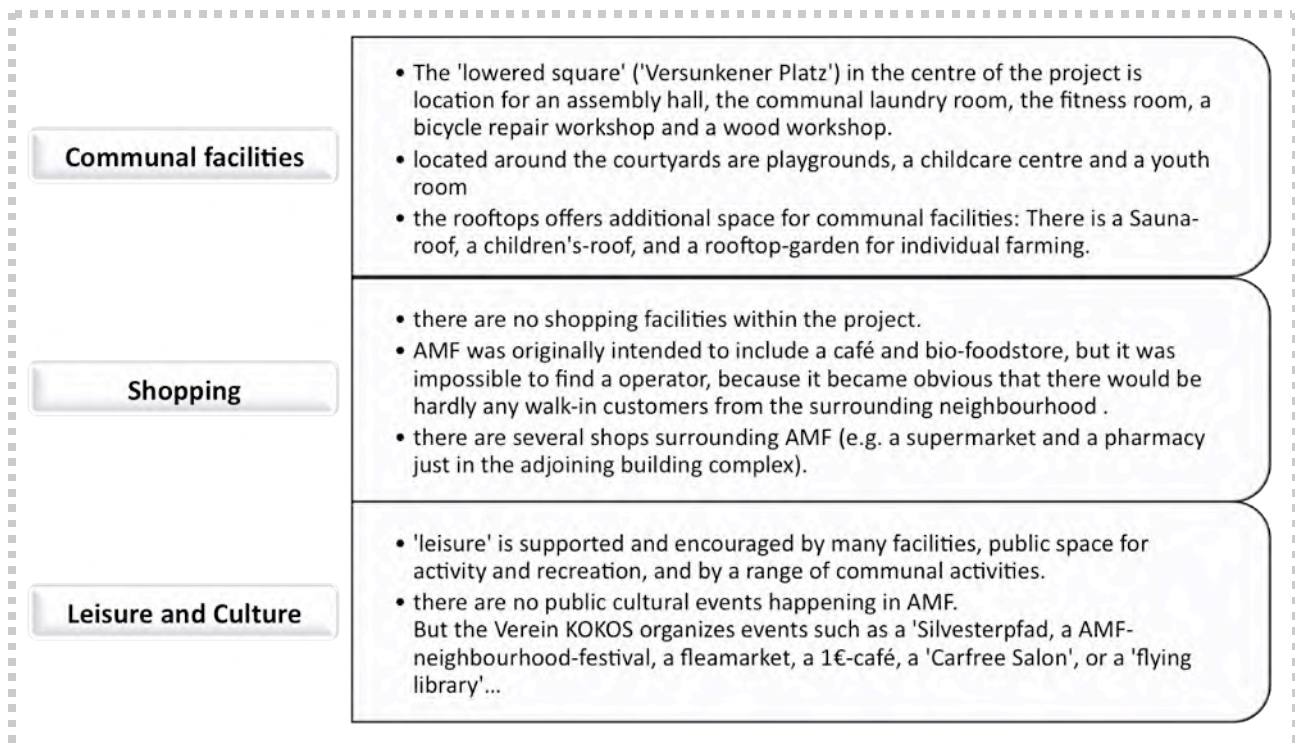 Communal facilities
• The 'lowered square' ('Versunkener Platz') in the centre of the project is
location for an assembly hall, the communal laundry room, the fitness room, a
bicycle repair workshop and a wood workshop.
• located around the courtyards are playgrounds, a childcare centre and a youth
room
• the rooftops offers additional space for communal facilities: There is a Sauna-
roof, a children's-roof, and a rooftop-garden for individual farming.
Shopping
• there are no shopping facilities within the project.
• AMF was originally intended to include a café and bio-foodstore, but it was
impossible to find a operator, because it became obvious that there would be
hardly any walk-in customers from the surrounding neighbourhood .
• there are several shops surrounding AMF (e.g. a supermarket and a pharmacy
just in the adjoining building complex).
Leisure and Culture
• 'leisure' is supported and encouraged by many facilities, public space for
activity and recreation, and by a range of communal activities.
• there are no public cultural events happening in AMF.
But the Verein KOKOS organizes events such as a 'Silvesterpfad, a AMF-
neighbourhood-festival, a fleamarket, a 1€-café, a 'Carfree Salon', or a 'flying
library'...